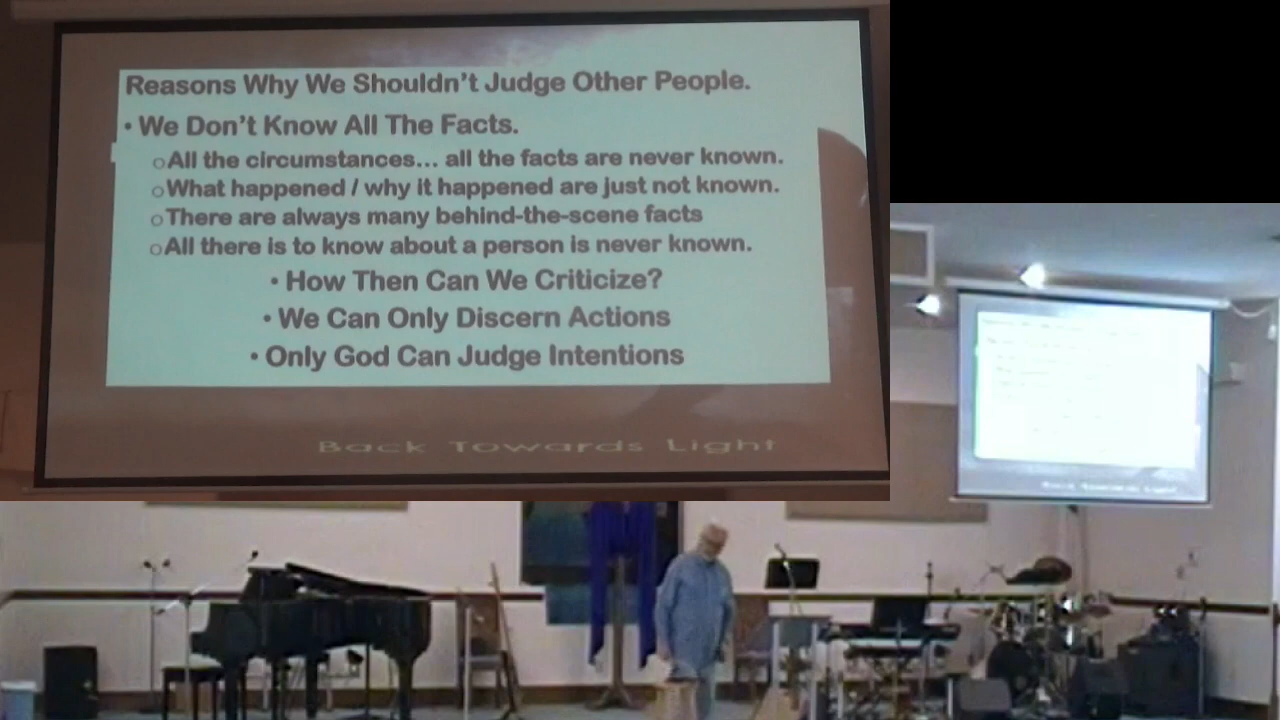 Reasons Why We Shouldn't Judge Other People.
• We Don't Know All The Facts.
○All the circumstances... all the facts are never known.
○What happened / why it happened are just not known.
○There are always many behind-the-scene facts
○All there is to know about a person is never known.
• How Then Can We Criticize?
• We Can Only Discern Actions
• Only God Can Judge Intentions
Back Towards Light